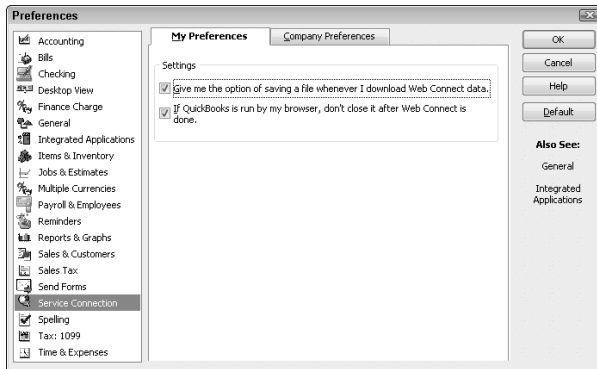 Preferences
Accounting
Bills
Checking
Desktop View
Finance Charge
General
Integrated Applications
Items & Inventory
Jobs & Estimates
Multiple Currencies
Payroll & Employees
Reminders
Reports & Graphs
Sales & Customers
Sales Tax
Send Forms
Service Connection
Spelling
Tax: 1099
Time & Expenses
My Preferences
Company Preferences
Settings
Give me the option of saving a file whenever I download Web Connect data.
If QuickBooks is run by my browser, don't close it after Web Connect is
done.
OK
Cancel
Help
Default
Also See:
General
Integrated
Applications